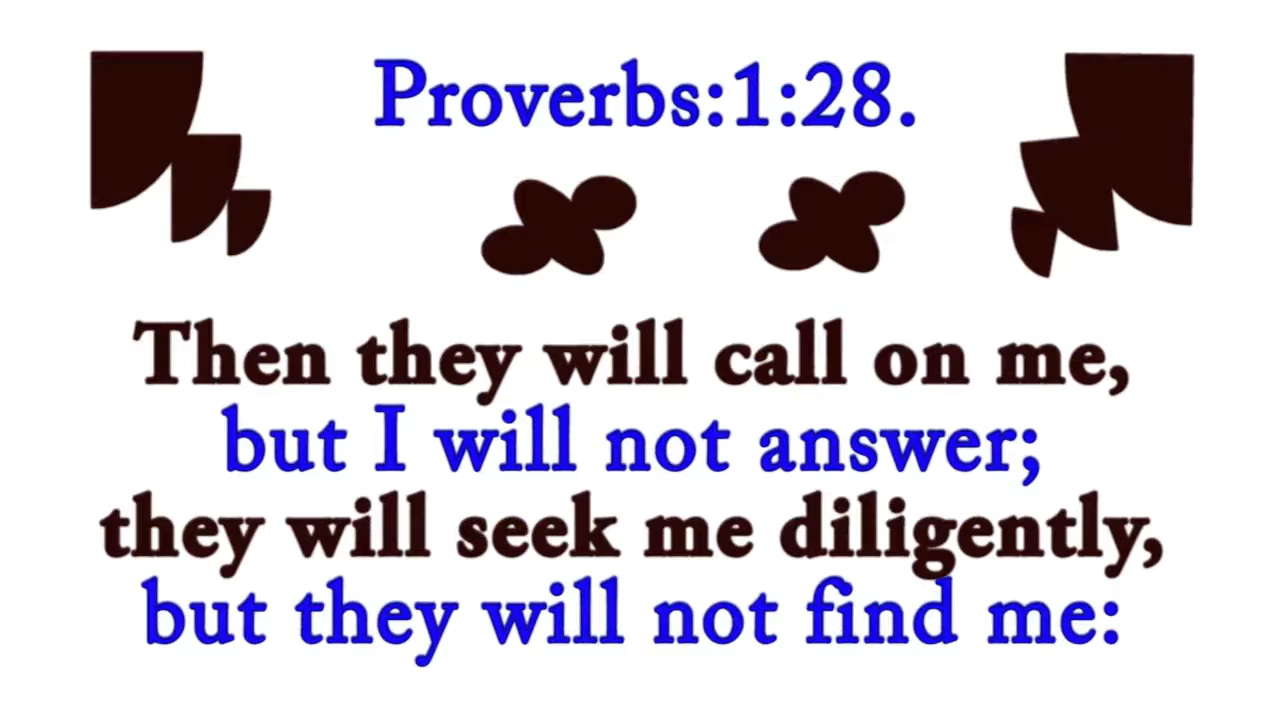 Proverbs:1:28.
Then they will call on me,
but I will not answer;
they will seek me diligently,
but they will not find me: